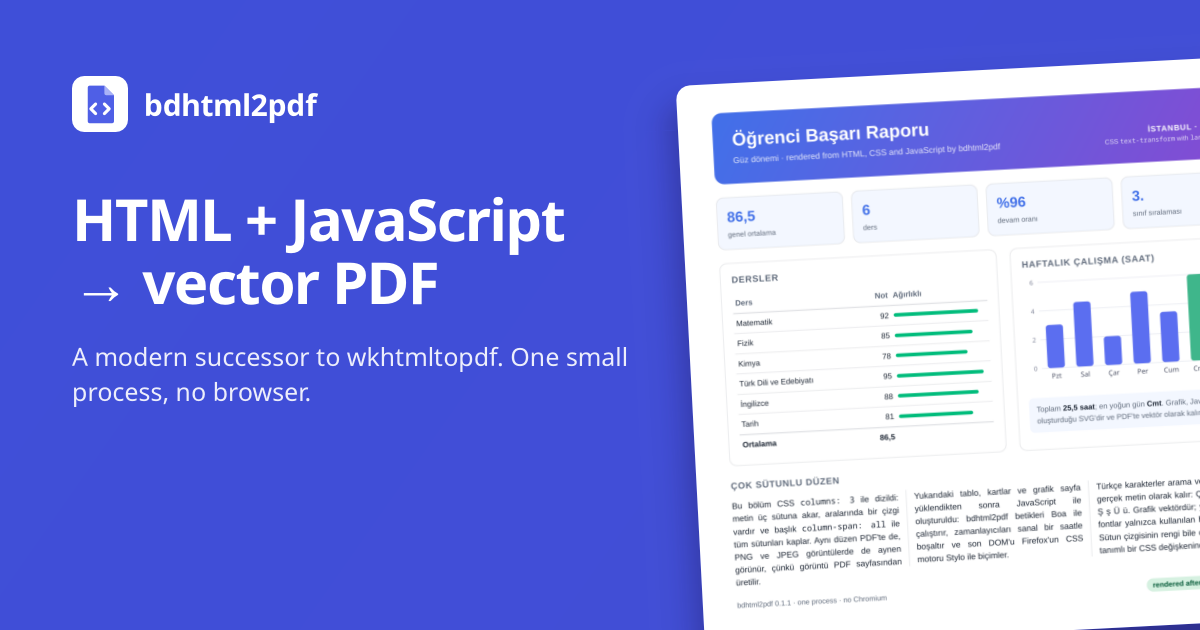 bdhtml2pdf
HTML + JavaScript
→ vector PDF
A modern successor to wkhtmltopdf. One small
process, no browser.
Öğrenci Başarı Raporu
Güz dönemi · rendered from HTML, CSS and JavaScript by bdhtml2pdf
İSTANBUL -
CSS text-transform with
86,5
genel ortalama
6
ders
%96
devam oranı
3.
sınıf sıralaması
DERSLER
Ders Not Ağırlıklı
Matematik 92
Fizik 85
Kimya 78
Türk Dili ve Edebiyatı 95
İngilizce 88
Tarih 81
Ortalama 86,5
HAFTALIK ÇALIŞMA (SAAT)
6
4
2
0
Pzt Sal Çar Per Cum
Toplam 25,5 saat; en yoğun gün Cmt. Grafik,
oluşturduğu SVG'dir ve PDF'te vektör olarak
ÇOK SÜTUNLU DÜZEN
Bu bölüm CSS columns: 3 ile dizildi:
metin üç sütuna akar, aralarında bir çizgi
vardır ve başlık column-span: all ile
tüm sütunları kaplar. Aynı düzen PDF'te de,
PNG ve JPEG görüntülerde de aynen
görünür, çünkü görüntü PDF sayfasından
üretilir.
Yukarıdaki tablo, kartlar ve grafik sayfa
yüklendikten sonra JavaScript ile
oluşturuldu: bdhtml2pdf betikleri Boa ile
çalıştırır, zamanlayıcıları sanal bir saatle
boşaltır ve son DOM'u Firefox'un CSS
motoru Stylo ile biçimler.
Türkçe karakterler arama
gerçek metin olarak kalır:
Ş ş Ü ü. Grafik vektördür;
fontlar yalnızca kullanılan
Sütun çizgisinin rengi bile
tanımlı bir CSS
rendered
bdhtml2pdf 0.1.1 · one process · no Chromium